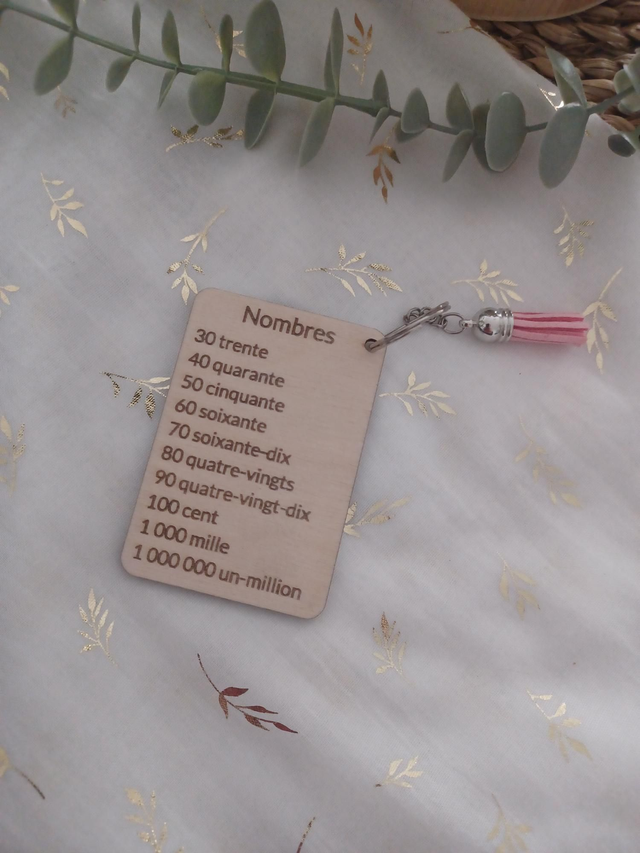 Nombres
30 trente
40 quarante
50 cinquante
60 soixante
70 soixante-dix
80 quatre-vingts
90 quatre-vingt-dix
100 cent
1 000 mille
1 000 000 un-million